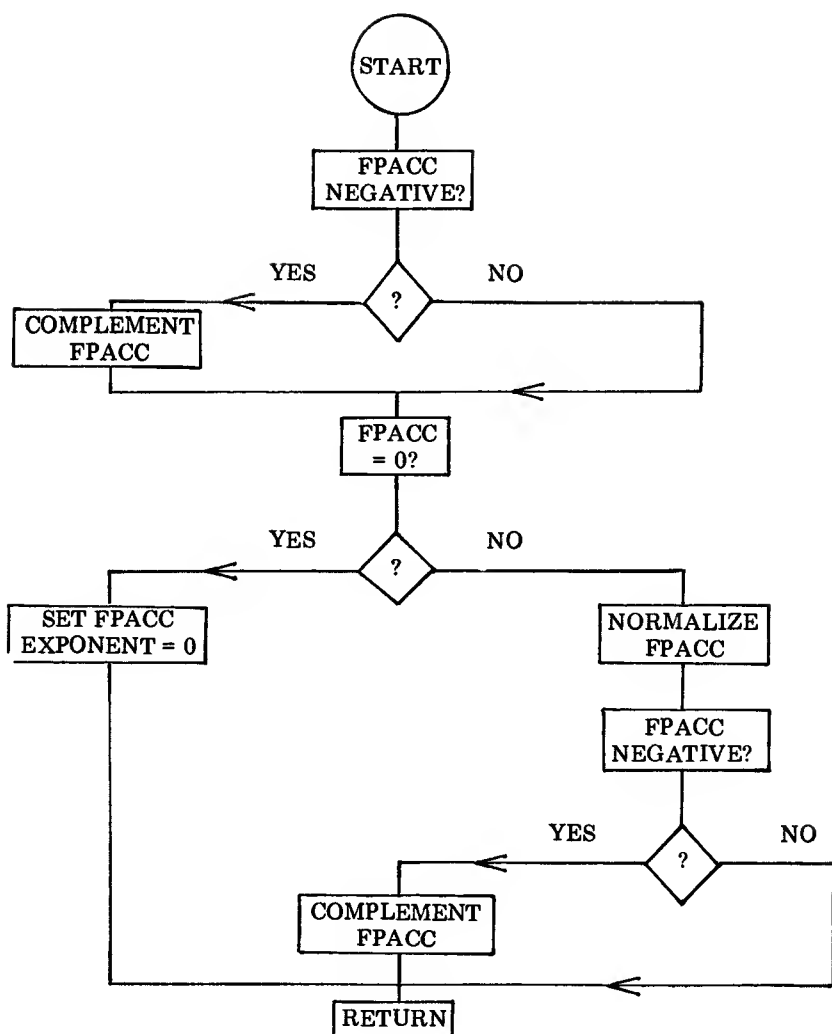 START
FPACC
NEGATIVE?
YES
NO
?
COMPLEMENT
FPACC
FPACC
= 0?
YES
NO
?
SET FPACC
EXPONENT = 0
NORMALIZE
FPACC
FPACC
NEGATIVE?
YES
NO
?
COMPLEMENT
FPACC
RETURN